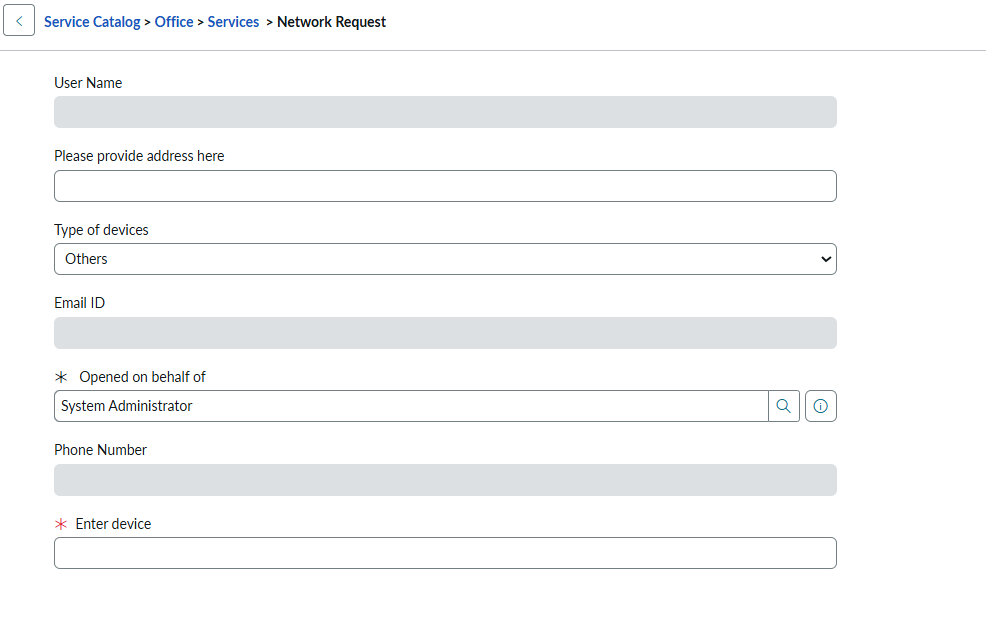 Service Catalog > Office > Services > Network Request
User Name
Please provide address here
Type of devices
Others
Email ID
* Opened on behalf of
System Administrator
Phone Number
* Enter device